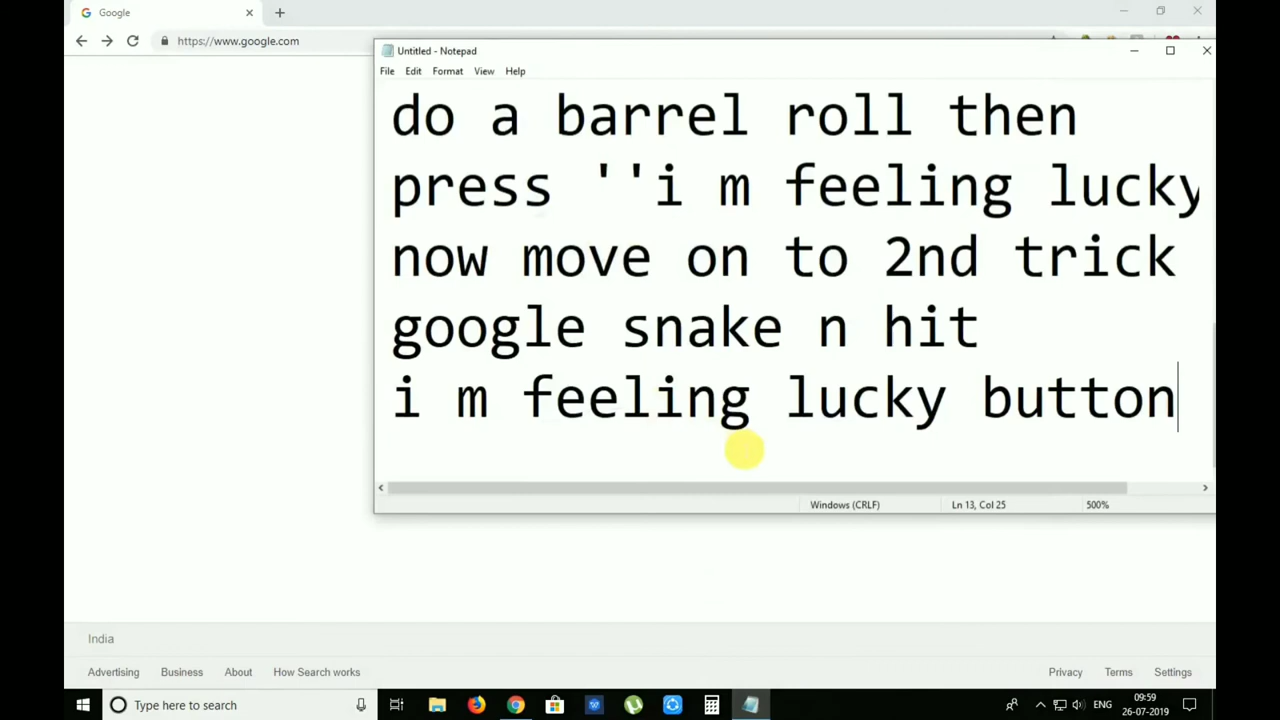 Google
https://www.google.com
Untitled - Notepad
File Edit Format View Help
do a barrel roll then
press ''i m feeling lucky
now move on to 2nd trick
google snake n hit
i m feeling lucky button
Windows (CRLF) Ln 13, Col 25 500%
India
Advertising Business About How Search works Privacy Terms Settings
Type here to search
ENG
09:59
26-07-2019